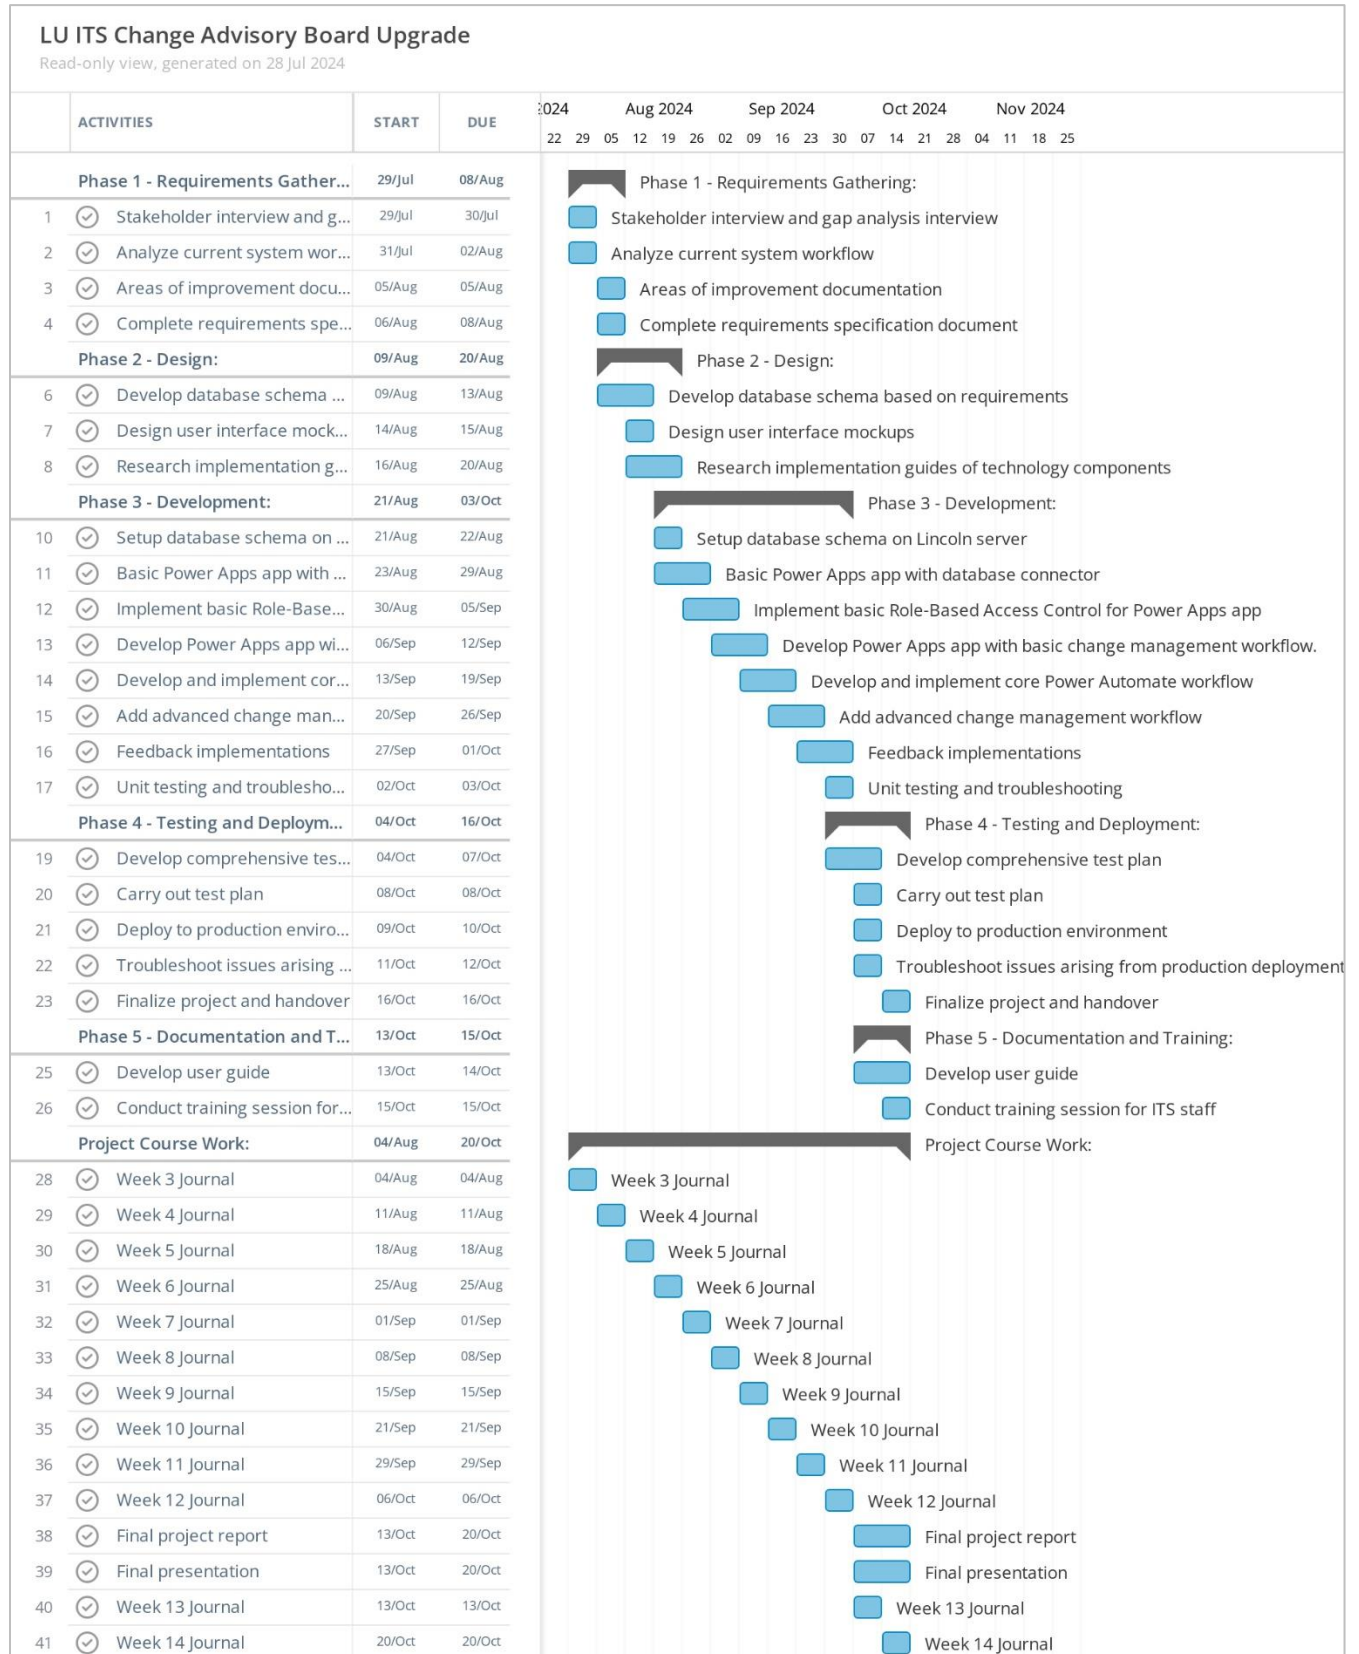 LU ITS Change Advisory Board Upgrade
Read-only view, generated on 28 Jul 2024
ACTIVITIES START DUE 2024 Aug 2024 Sep 2024 Oct 2024 Nov 2024
22 29 05 12 19 26 02 09 16 23 30 07 14 21 28 04 11 18 25
Phase 1 - Requirements Gather... 29/Jul 08/Aug Phase 1 - Requirements Gathering:
1 Stakeholder interview and g... 29/Jul 30/Jul Stakeholder interview and gap analysis interview
2 Analyze current system wor... 31/Jul 02/Aug Analyze current system workflow
3 Areas of improvement docu... 05/Aug 05/Aug Areas of improvement documentation
4 Complete requirements spe... 06/Aug 08/Aug Complete requirements specification document
Phase 2 - Design: 09/Aug 20/Aug Phase 2 - Design:
6 Develop database schema ... 09/Aug 13/Aug Develop database schema based on requirements
7 Design user interface mock... 14/Aug 15/Aug Design user interface mockups
8 Research implementation g... 16/Aug 20/Aug Research implementation guides of technology components
Phase 3 - Development: 21/Aug 03/Oct Phase 3 - Development:
10 Setup database schema on ... 21/Aug 22/Aug Setup database schema on Lincoln server
11 Basic Power Apps app with ... 23/Aug 29/Aug Basic Power Apps app with database connector
12 Implement basic Role-Base... 30/Aug 05/Sep Implement basic Role-Based Access Control for Power Apps app
13 Develop Power Apps app wi... 06/Sep 12/Sep Develop Power Apps app with basic change management workflow.
14 Develop and implement cor... 13/Sep 19/Sep Develop and implement core Power Automate workflow
15 Add advanced change man... 20/Sep 26/Sep Add advanced change management workflow
16 Feedback implementations 27/Sep 01/Oct Feedback implementations
17 Unit testing and troublesho... 02/Oct 03/Oct Unit testing and troubleshooting
Phase 4 - Testing and Deploym... 04/Oct 16/Oct Phase 4 - Testing and Deployment:
19 Develop comprehensive tes... 04/Oct 07/Oct Develop comprehensive test plan
20 Carry out test plan 08/Oct 08/Oct Carry out test plan
21 Deploy to production enviro... 09/Oct 10/Oct Deploy to production environment
22 Troubleshoot issues arising ... 11/Oct 12/Oct Troubleshoot issues arising from production deployment
23 Finalize project and handover 16/Oct 16/Oct Finalize project and handover
Phase 5 - Documentation and T... 13/Oct 15/Oct Phase 5 - Documentation and Training:
25 Develop user guide 13/Oct 14/Oct Develop user guide
26 Conduct training session for... 15/Oct 15/Oct Conduct training session for ITS staff
Project Course Work: 04/Aug 20/Oct Project Course Work:
28 Week 3 Journal 04/Aug 04/Aug Week 3 Journal
29 Week 4 Journal 11/Aug 11/Aug Week 4 Journal
30 Week 5 Journal 18/Aug 18/Aug Week 5 Journal
31 Week 6 Journal 25/Aug 25/Aug Week 6 Journal
32 Week 7 Journal 01/Sep 01/Sep Week 7 Journal
33 Week 8 Journal 08/Sep 08/Sep Week 8 Journal
34 Week 9 Journal 15/Sep 15/Sep Week 9 Journal
35 Week 10 Journal 21/Sep 21/Sep Week 10 Journal
36 Week 11 Journal 29/Sep 29/Sep Week 11 Journal
37 Week 12 Journal 06/Oct 06/Oct Week 12 Journal
38 Final project report 13/Oct 20/Oct Final project report
39 Final presentation 13/Oct 20/Oct Final presentation
40 Week 13 Journal 13/Oct 13/Oct Week 13 Journal
41 Week 14 Journal 20/Oct 20/Oct Week 14 Journal